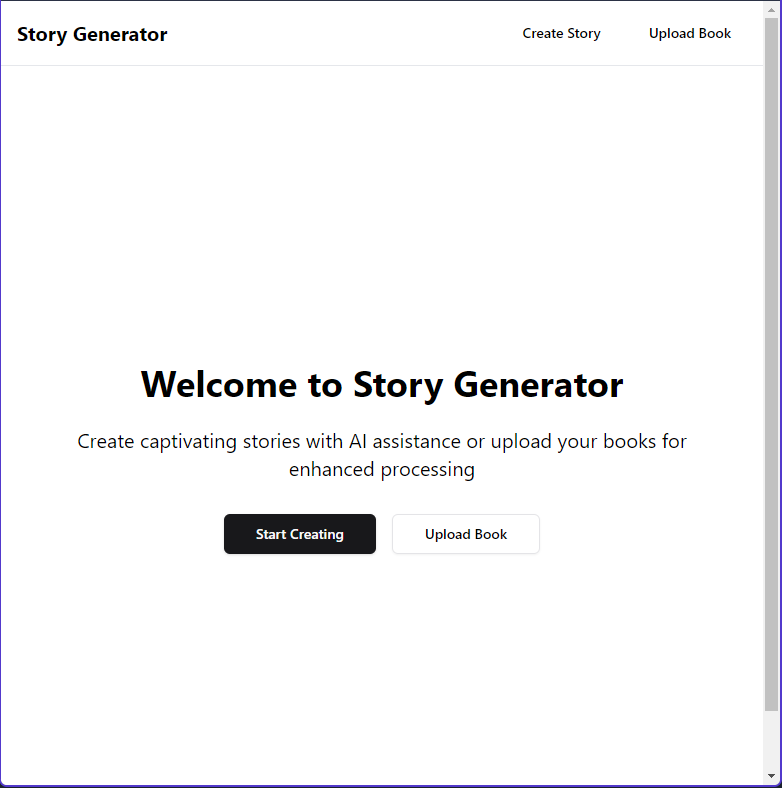 Story Generator
Create Story
Upload Book
Welcome to Story Generator
Create captivating stories with AI assistance or upload your books for
enhanced processing
Start Creating
Upload Book